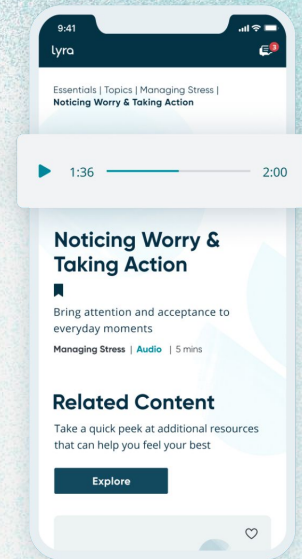 9:41
lyra
3
Essentials | Topics | Managing Stress |
Noticing Worry & Taking Action
1:36
2:00
Noticing Worry &
Taking Action
Bring attention and acceptance to
everyday moments
Managing Stress | Audio | 5 mins
Related Content
Take a quick peek at additional resources
that can help you feel your best
Explore